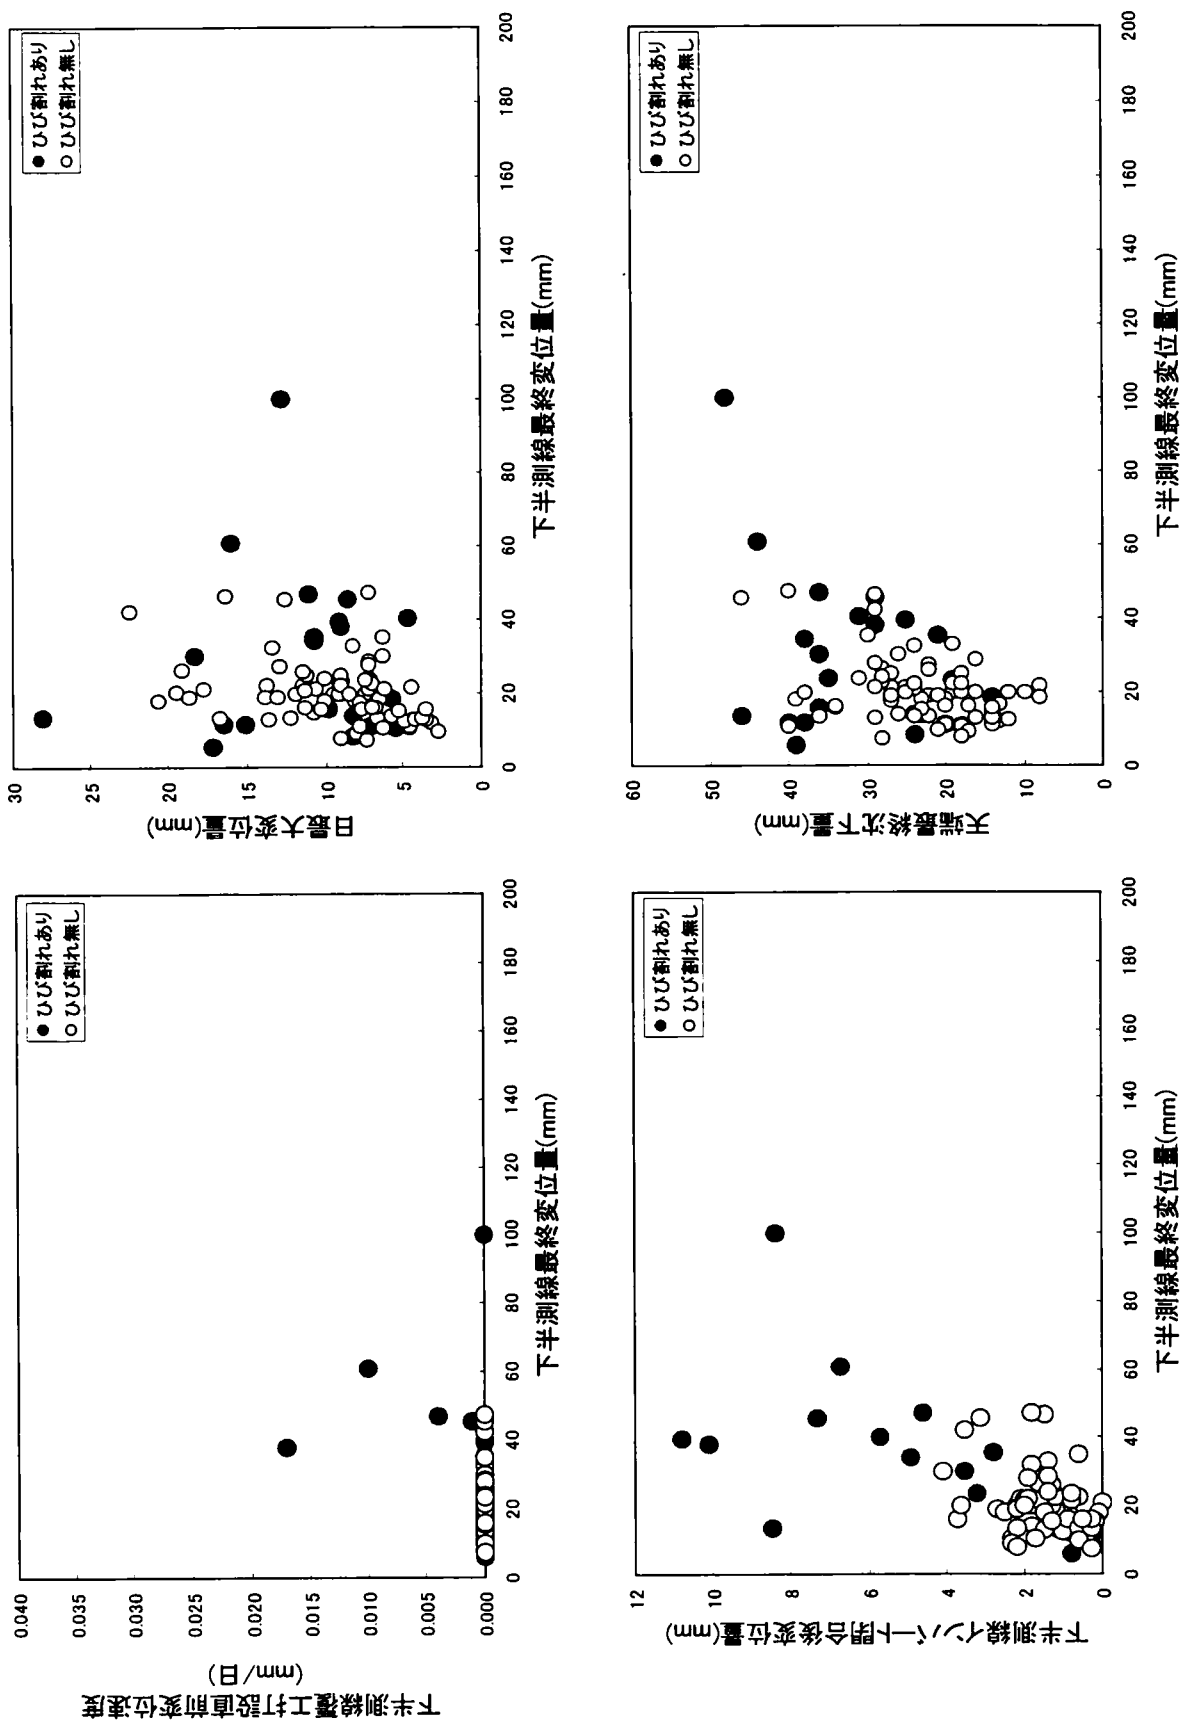 下半測線覆工打設直前変位速度
(mm/日)
0.040
0.035
0.030
0.025
0.020
0.015
0.010
0.005
0.000
0 20 40 60 80 100 120 140 160 180 200
下半測線最終変位量(mm)
●ひび割れあり
○ひび割れ無し
日最大変位量(mm)
30
25
20
15
10
5
0
0 20 40 60 80 100 120 140 160 180 200
下半測線最終変位量(mm)
●ひび割れあり
○ひび割れ無し
下半測線インバート閉合後変位量(mm)
12
10
8
6
4
2
0
0 20 40 60 80 100 120 140 160 180 200
下半測線最終変位量(mm)
●ひび割れあり
○ひび割れ無し
天端最終沈下量(mm)
60
50
40
30
20
10
0
0 20 40 60 80 100 120 140 160 180 200
下半測線最終変位量(mm)
●ひび割れあり
○ひび割れ無し